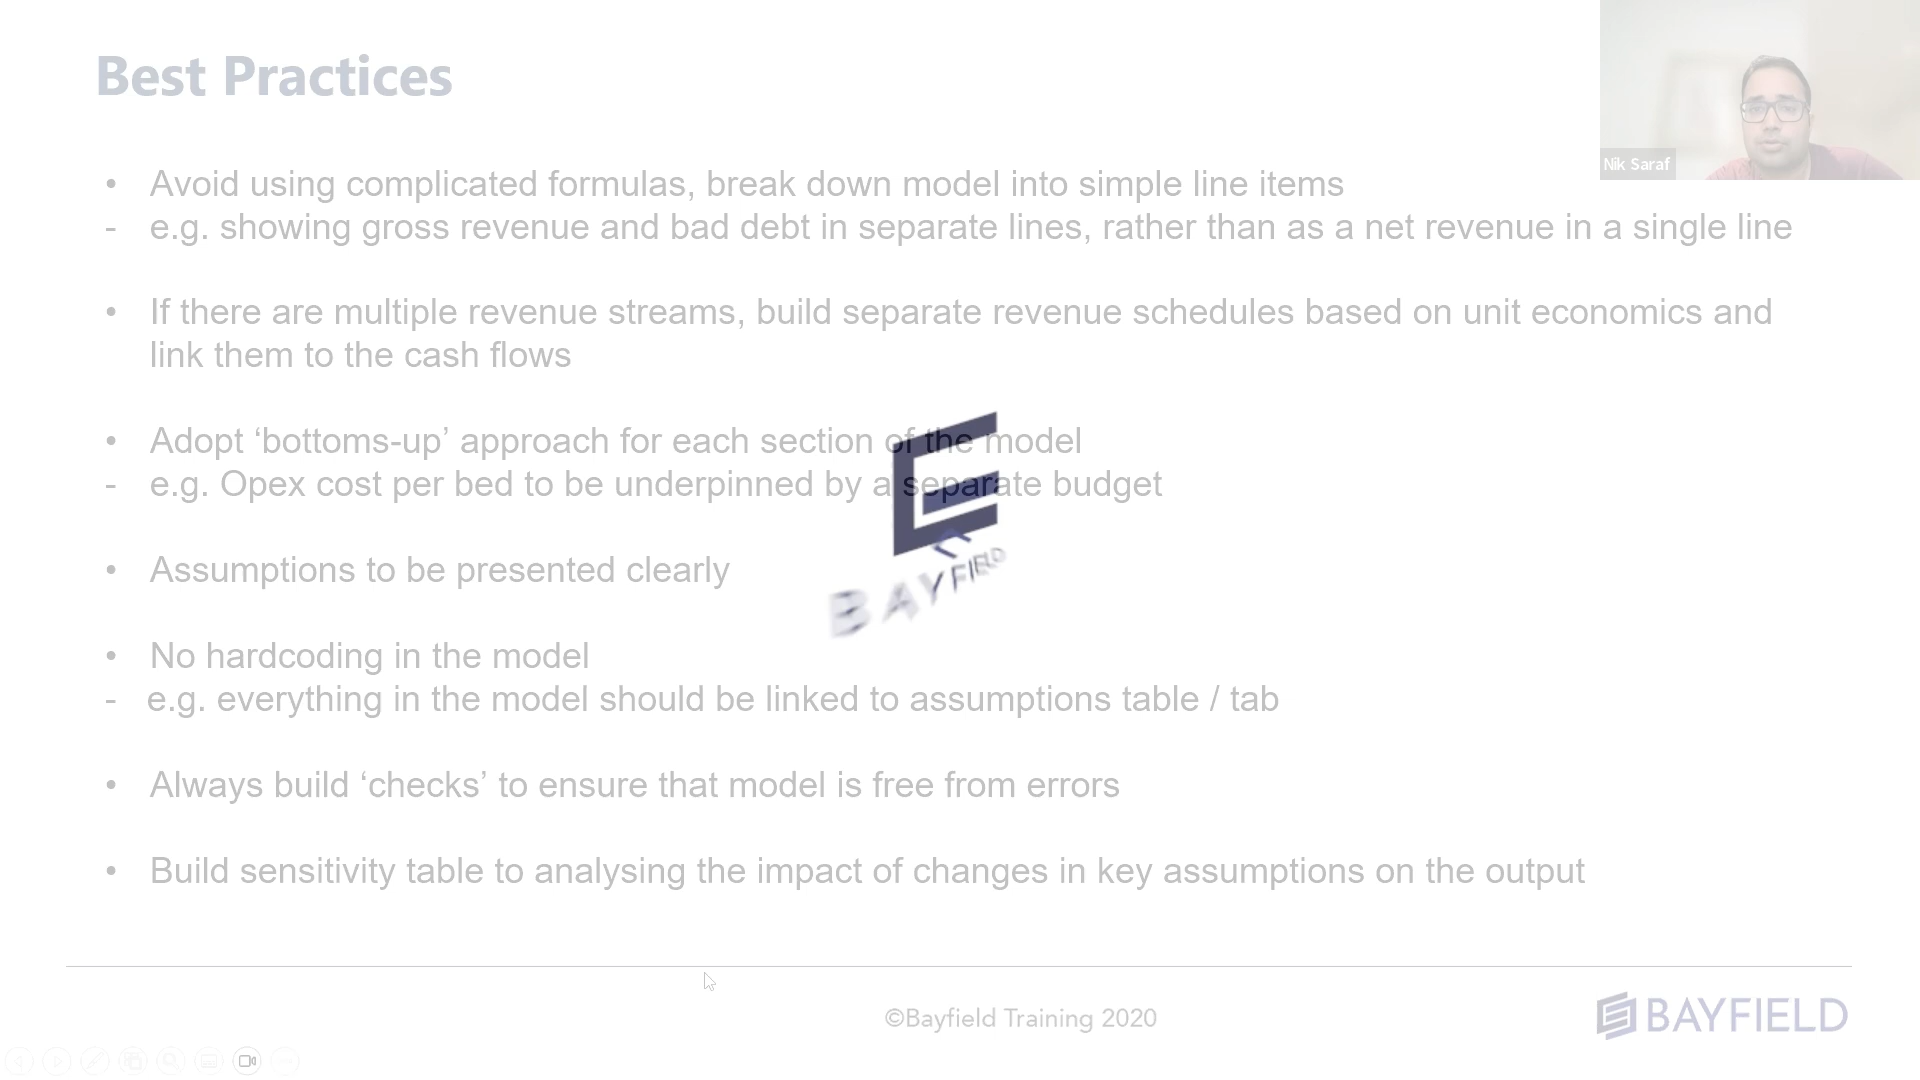 Best Practices
Nik Saraf
• Avoid using complicated formulas, break down model into simple line items
- e.g. showing gross revenue and bad debt in separate lines, rather than as a net revenue in a single line
• If there are multiple revenue streams, build separate revenue schedules based on unit economics and
link them to the cash flows
• Adopt ‘bottoms-up’ approach for each section of the model
- e.g. Opex cost per bed to be underpinned by a separate budget
BAYFIELD
• Assumptions to be presented clearly
• No hardcoding in the model
- e.g. everything in the model should be linked to assumptions table / tab
• Always build ‘checks’ to ensure that model is free from errors
• Build sensitivity table to analysing the impact of changes in key assumptions on the output
©Bayfield Training 2020
BAYFIELD